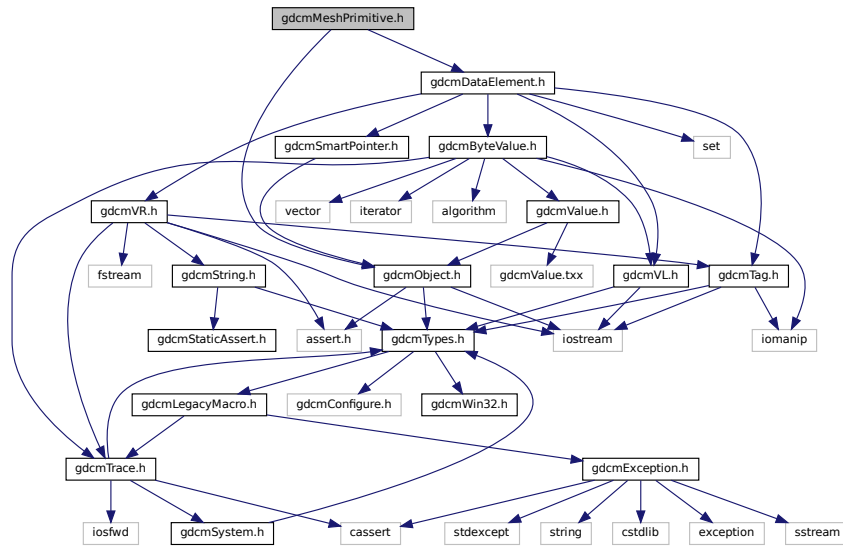 gdcmMeshPrimitive.h
gdcmDataElement.h
gdcmSmartPointer.h
gdcmByteValue.h
set
gdcmVR.h
vector
iterator
algorithm
gdcmValue.h
fstream
gdcmString.h
gdcmObject.h
gdcmValue.txx
gdcmVL.h
gdcmTag.h
gdcmStaticAssert.h
assert.h
gdcmTypes.h
iostream
iomanip
gdcmLegacyMacro.h
gdcmConfigure.h
gdcmWin32.h
gdcmTrace.h
gdcmException.h
iosfwd
gdcmSystem.h
cassert
stdexcept
string
cstdlib
exception
sstream